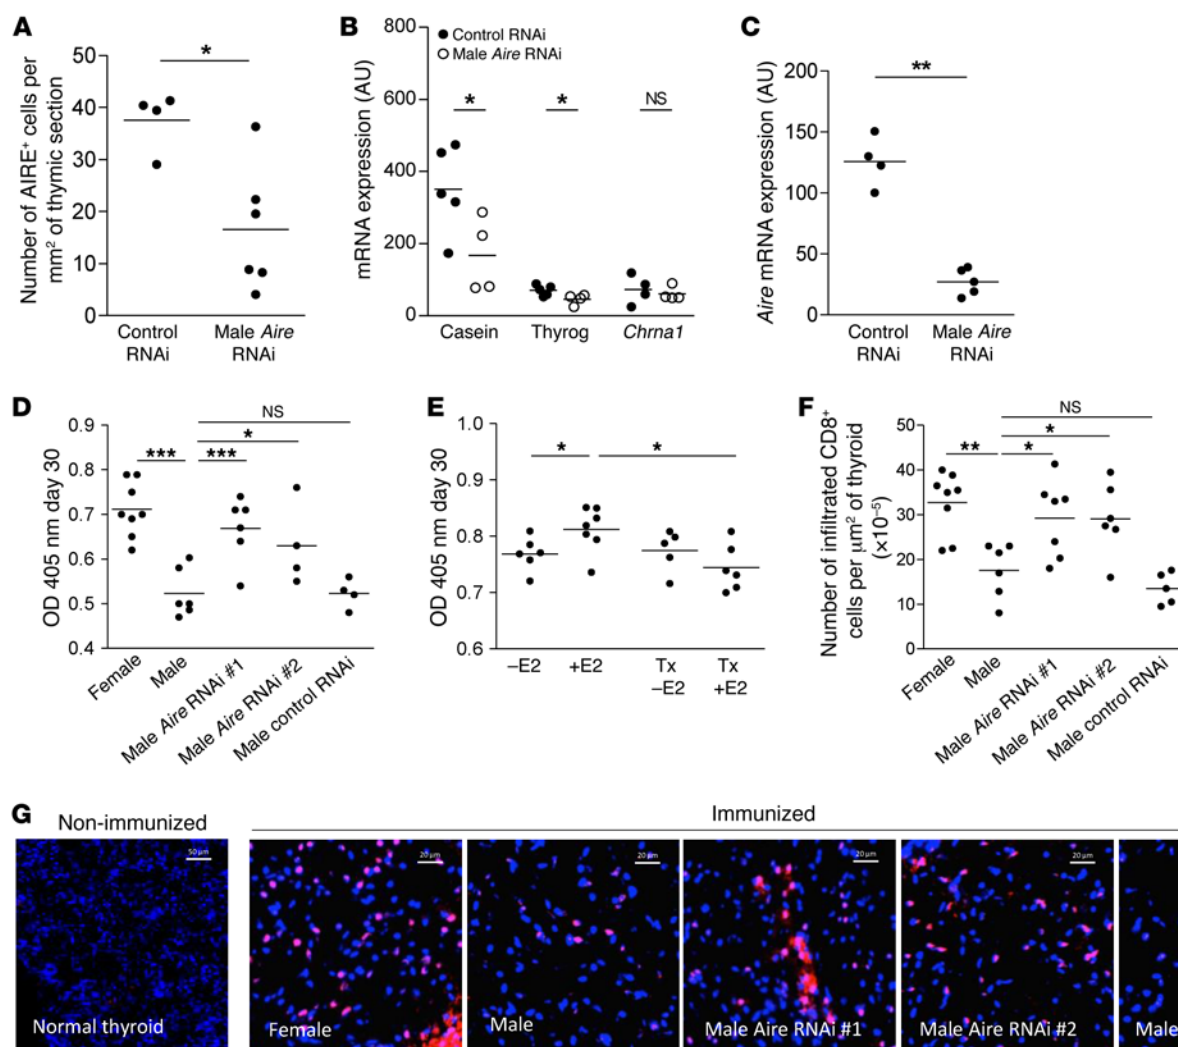 A
Number of AIRE+ cells per
mm2 of thymic section
50
40
30
20
10
0
*
Control
RNAi
Male Aire
RNAi
B
mRNA expression (AU)
800
600
400
200
0
● Control RNAi
○ Male Aire RNAi
*
*
NS
Casein
Thyrog
Chrna1
C
Aire mRNA expression (AU)
200
150
100
50
0
**
Control
RNAi
Male Aire
RNAi
D
OD 405 nm day 30
0.9
0.8
0.7
0.6
0.5
0.4
NS
*
***
***
Female
Male
Male Aire RNAi #1
Male Aire RNAi #2
Male control RNAi
E
OD 405 nm day 30
1.0
0.9
0.8
0.7
0.6
*
*
–E2
+E2
Tx
–E2
Tx
+E2
F
Number of infiltrated CD8+
cells per μm2 of thyroid
(×10–5)
50
40
30
20
10
0
NS
*
**
*
Female
Male
Male Aire RNAi #1
Male Aire RNAi #2
Male control RNAi
G
Non-immunized
Immunized
50 μm
Normal thyroid
20 μm
Female
20 μm
Male
20 μm
Male Aire RNAi #1
20 μm
Male Aire RNAi #2
Male